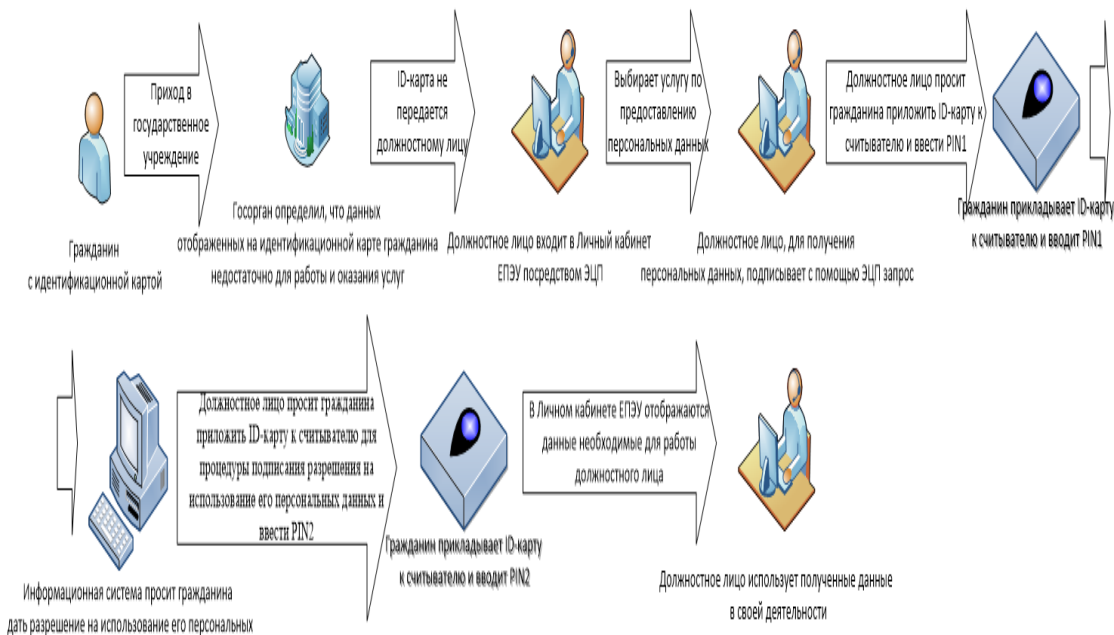 Гражданин
с идентификационной картой
Приход в
государственное
учреждение
Госорган определил, что данных
отображенных на идентификационной карте гражданина
недостаточно для работы и оказания услуг
ID-карта не
передается
должностному лицу
Должностное лицо входит в Личный кабинет
ЕПЭУ посредством ЭЦП
Выбирает услугу по
предоставлению
персональных данных
Должностное лицо, для получения
персональных данных, подписывает с помощью ЭЦП запрос
Должностное лицо просит
гражданина приложить ID-карту к
считывателю и ввести PIN1
Гражданин прикладывает ID-карту
к считывателю и вводит PIN1
Информационная система просит гражданина
дать разрешение на использование его персональных
Должностное лицо просит гражданина
приложить ID-карту к считывателю для
процедуры подписания разрешения на
использование его персональных данных и
ввести PIN2
Гражданин прикладывает ID-карту
к считывателю и вводит PIN2
В Личном кабинете ЕПЭУ отображаются
данные необходимые для работы
должностного лица
Должностное лицо использует полученные данные
в своей деятельности